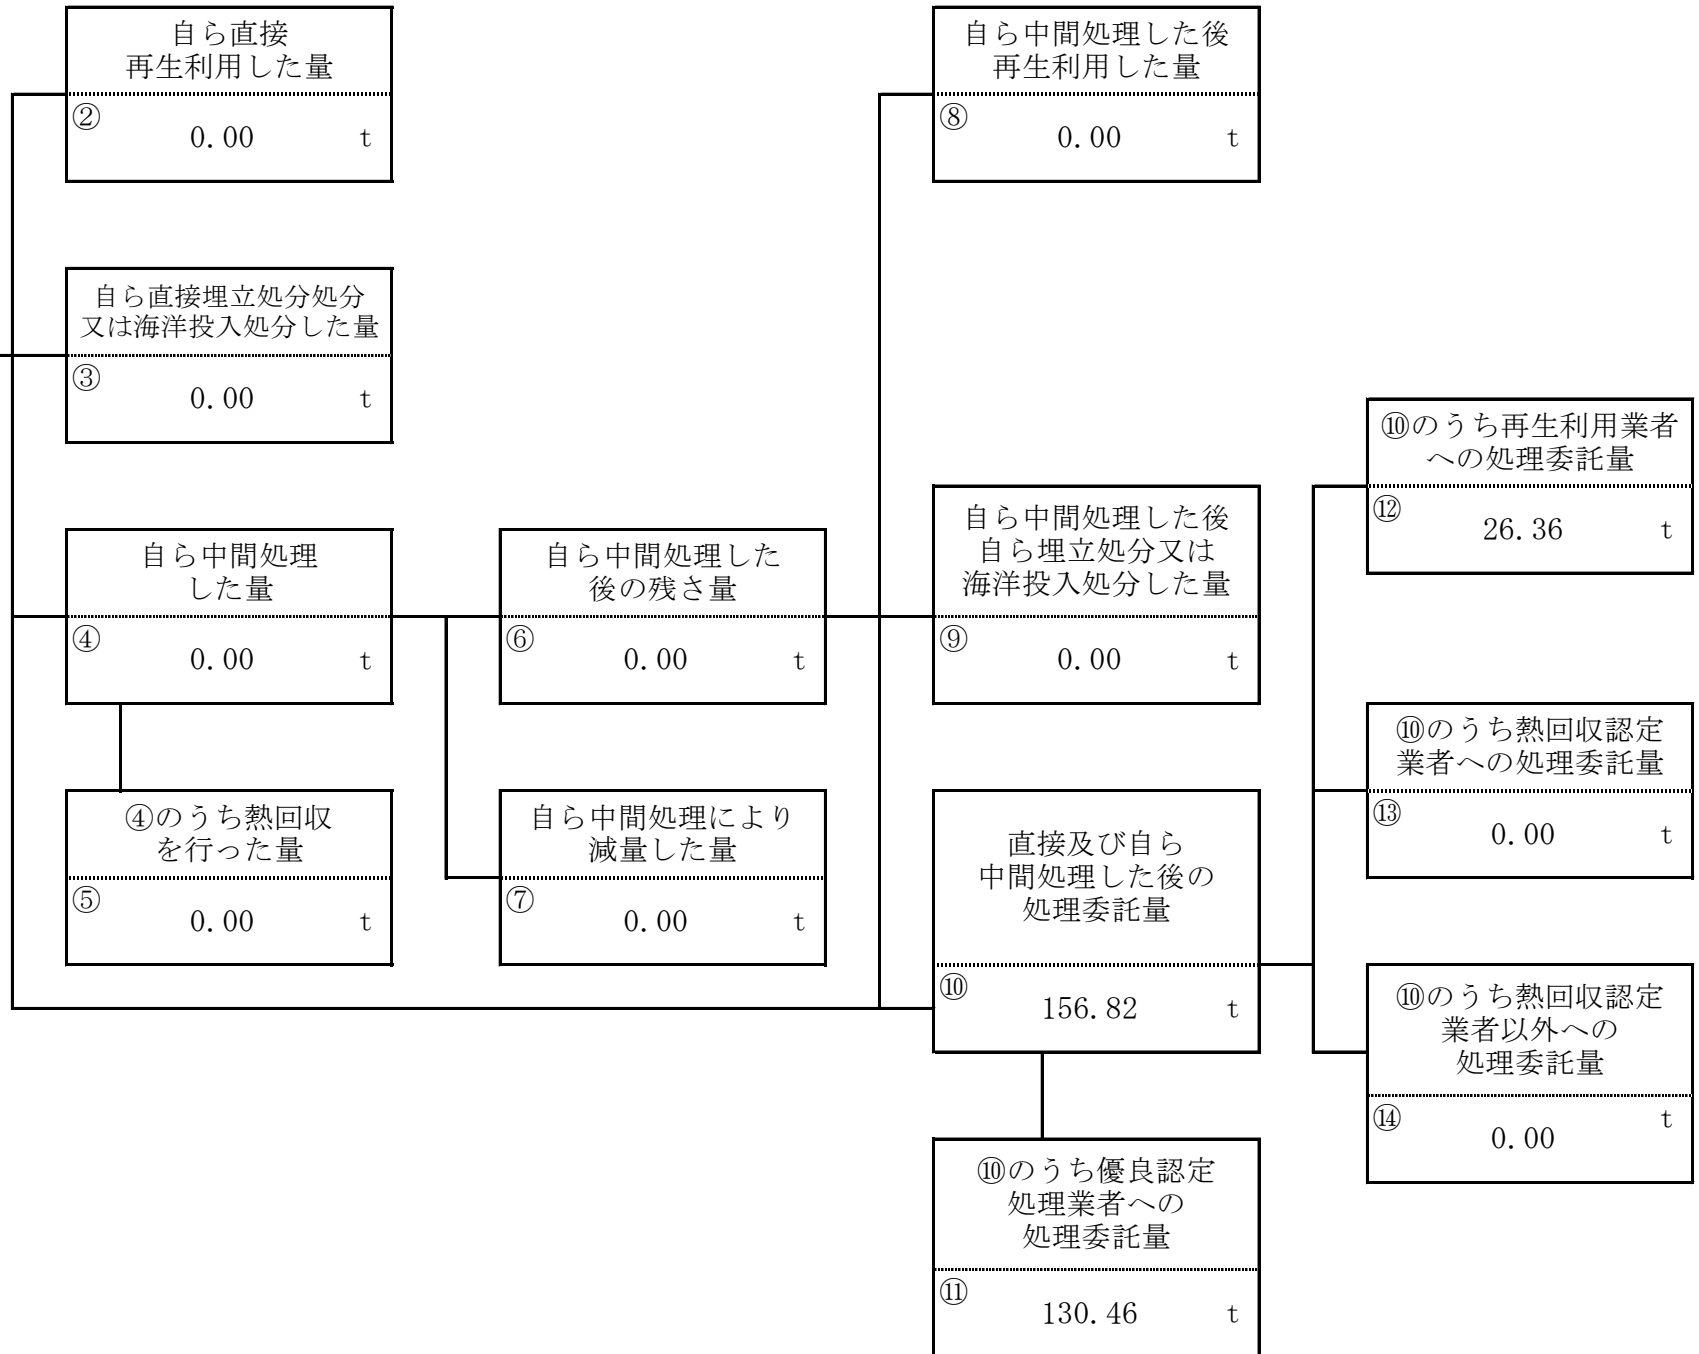 自ら直接
再生利用した量
② 0.00 t
自ら直接埋立処分処分
又は海洋投入処分した量
③ 0.00 t
自ら中間処理
した量
④ 0.00 t
④のうち熱回収
を行った量
⑤ 0.00 t
自ら中間処理した
後の残さ量
⑥ 0.00 t
自ら中間処理により
減量した量
⑦ 0.00 t
自ら中間処理した後
再生利用した量
⑧ 0.00 t
自ら中間処理した後
自ら埋立処分又は
海洋投入処分した量
⑨ 0.00 t
直接及び自ら
中間処理した後の
処理委託量
⑩ 156.82 t
⑩のうち優良認定
処理業者への
処理委託量
⑪ 130.46 t
⑩のうち再生利用業者
への処理委託量
⑫ 26.36 t
⑩のうち熱回収認定
業者への処理委託量
⑬ 0.00 t
⑩のうち熱回収認定
業者以外への
処理委託量
⑭ 0.00 t